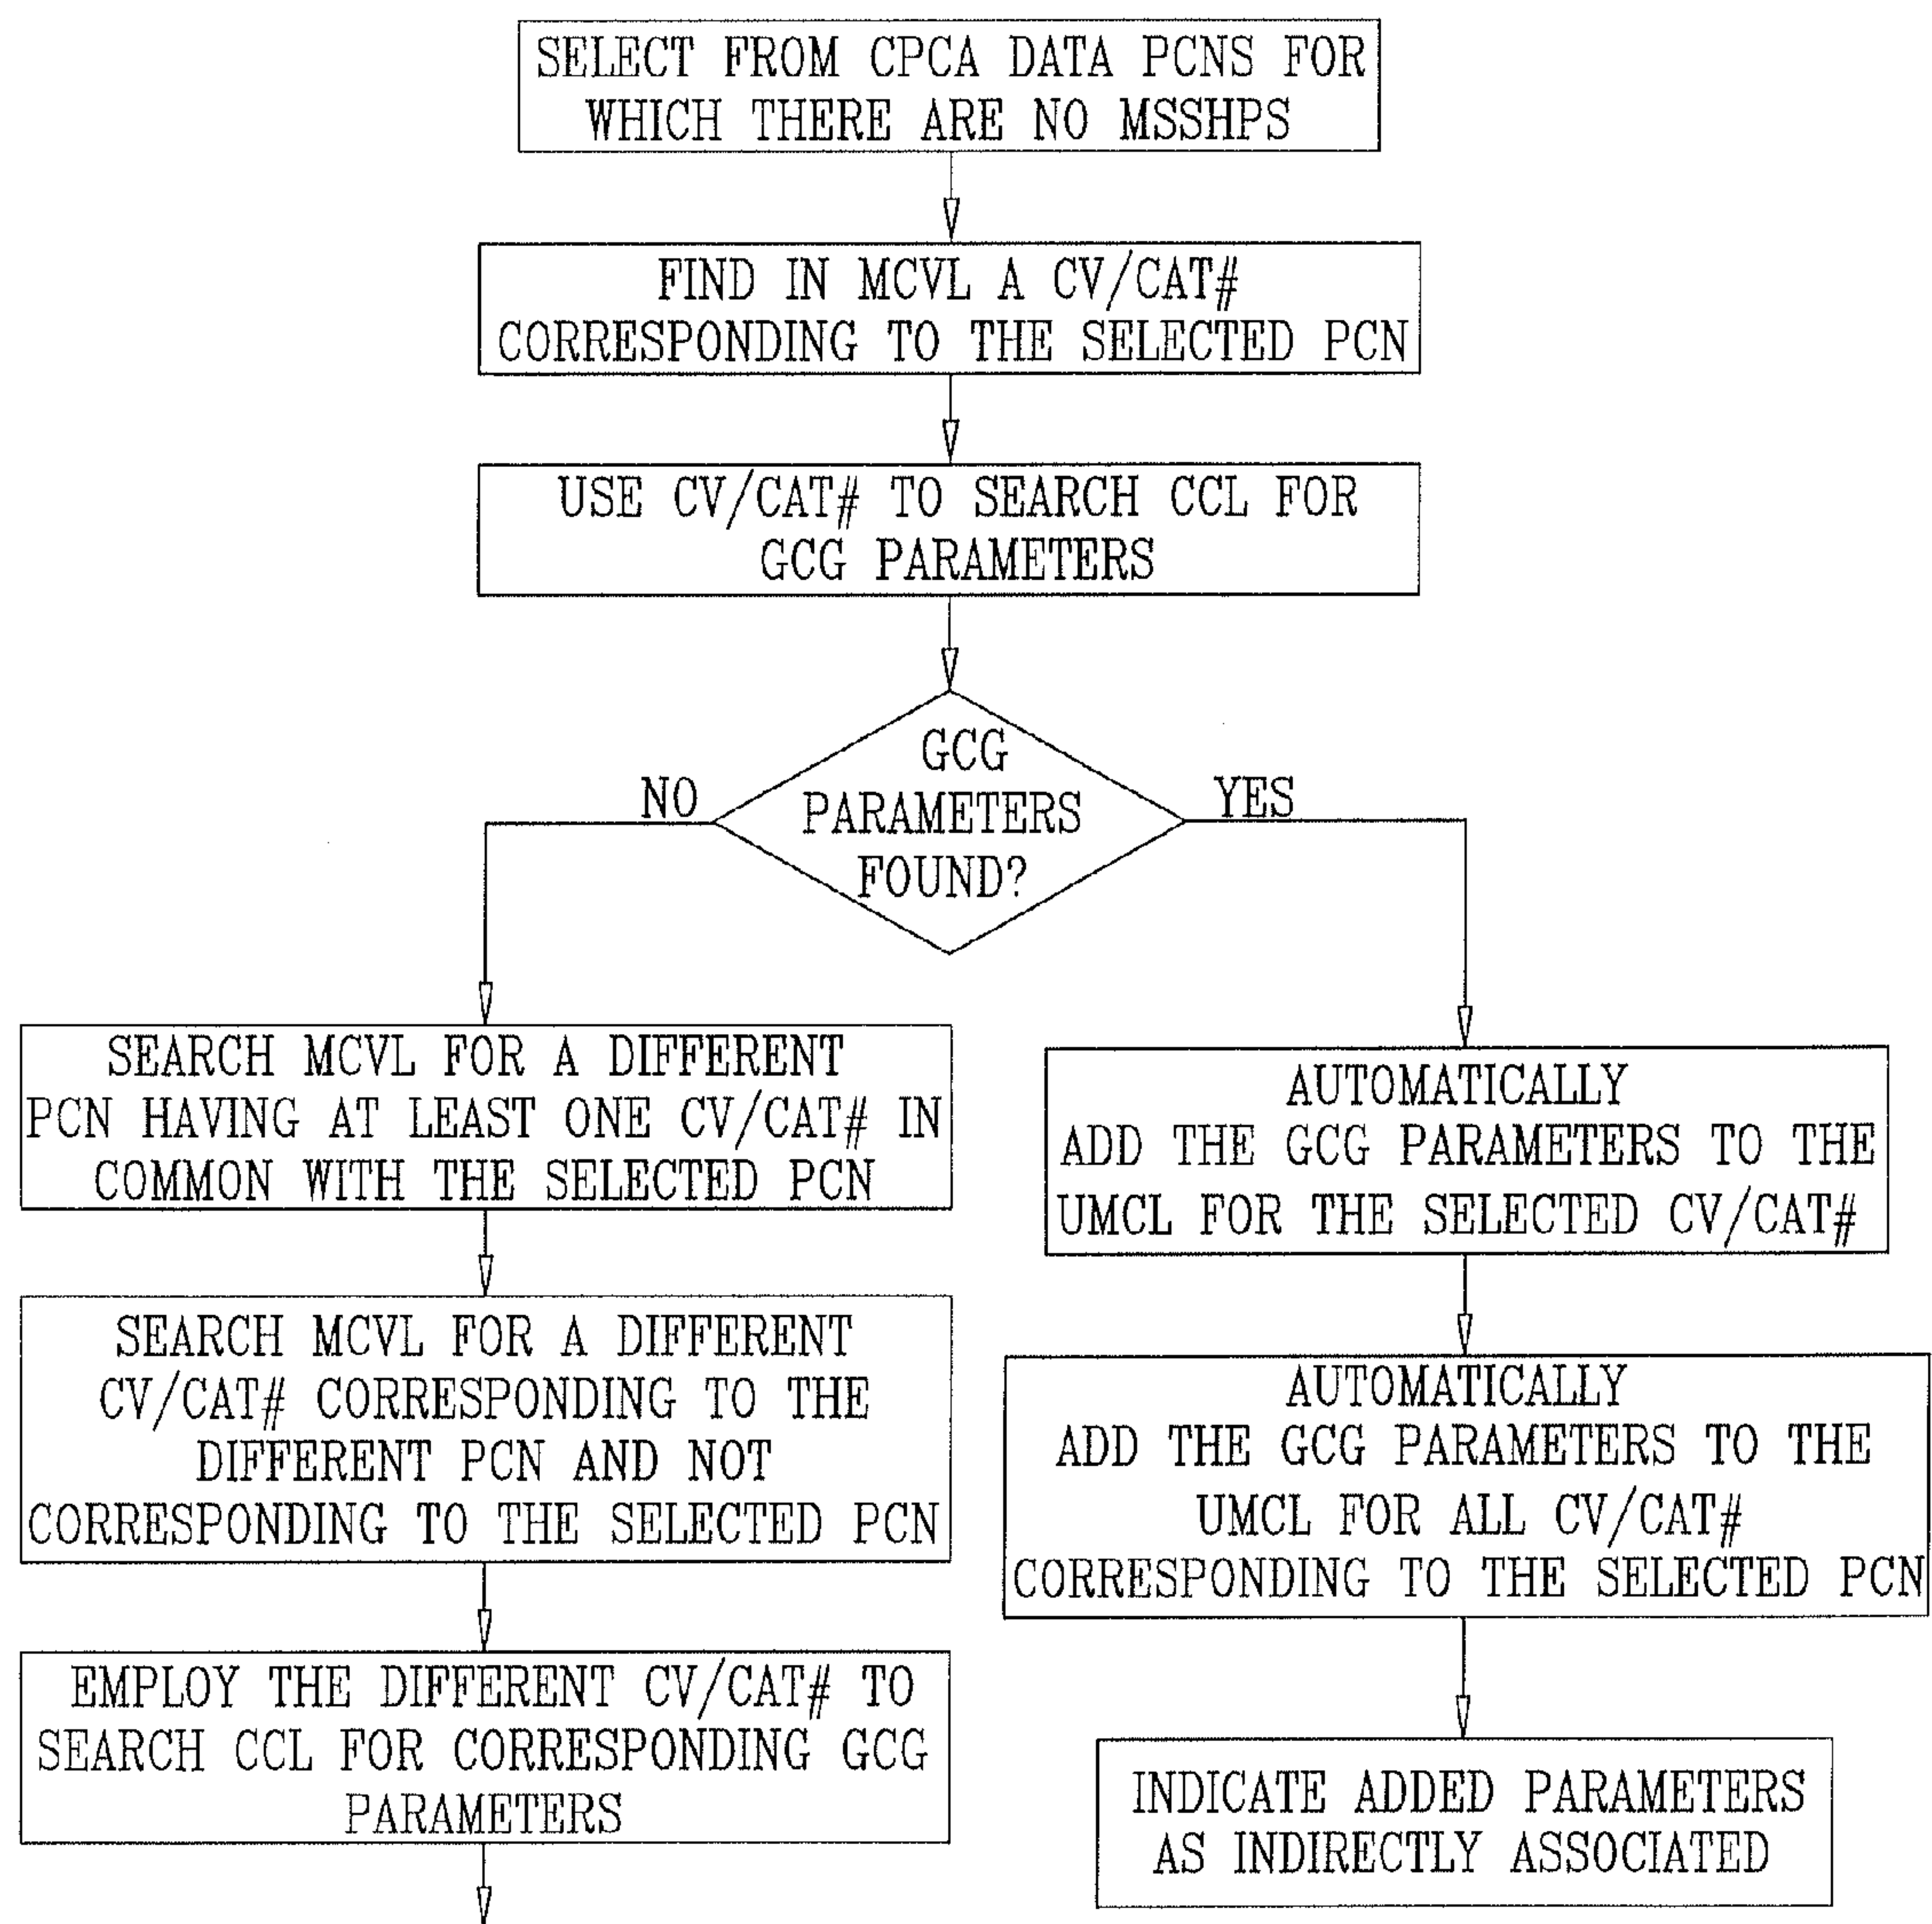 SELECT FROM CPCA DATA PCNS FOR
WHICH THERE ARE NO MSSHPS
FIND IN MCVL A CV/CAT#
CORRESPONDING TO THE SELECTED PCN
USE CV/CAT# TO SEARCH CCL FOR
GCG PARAMETERS
GCG
PARAMETERS
FOUND?
NO
YES
SEARCH MCVL FOR A DIFFERENT
PCN HAVING AT LEAST ONE CV/CAT# IN
COMMON WITH THE SELECTED PCN
SEARCH MCVL FOR A DIFFERENT
CV/CAT# CORRESPONDING TO THE
DIFFERENT PCN AND NOT
CORRESPONDING TO THE SELECTED PCN
EMPLOY THE DIFFERENT CV/CAT# TO
SEARCH CCL FOR CORRESPONDING GCG
PARAMETERS
AUTOMATICALLY
ADD THE GCG PARAMETERS TO THE
UMCL FOR THE SELECTED CV/CAT#
AUTOMATICALLY
ADD THE GCG PARAMETERS TO THE
UMCL FOR ALL CV/CAT#
CORRESPONDING TO THE SELECTED PCN
INDICATE ADDED PARAMETERS
AS INDIRECTLY ASSOCIATED